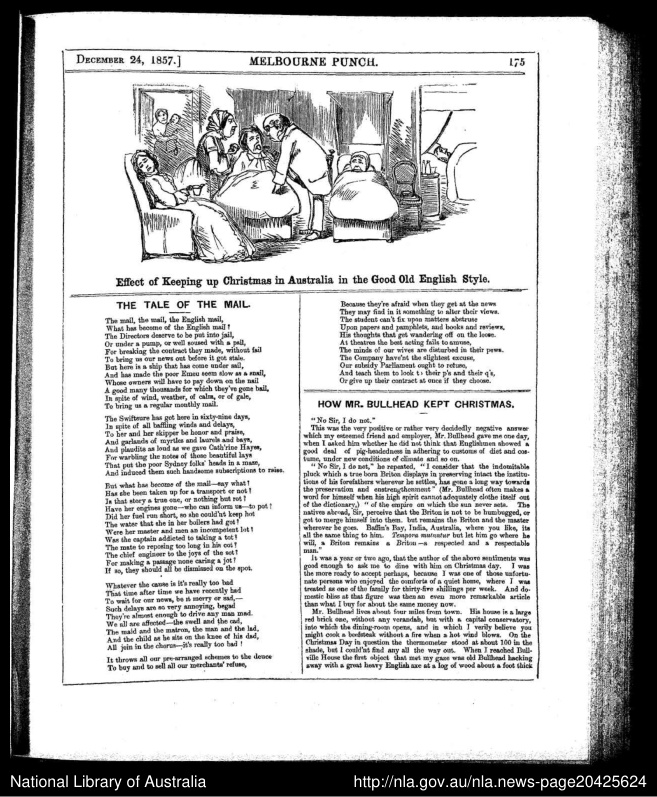 DECEMBER 24, 1857.]
MELBOURNE PUNCH.
175
Effect of Keeping up Christmas in Australia in the Good Old English Style.
THE TALE OF THE MAIL.
The mail, the mail, the English mail,
What has become of the English mail?
The Directors deserve to be put into jail,
Or under a pump, or well soused with a pail,
For breaking the contract they made, without fail
To bring us our news out before it got stale.
But here is a ship that has come under sail,
And has made the poor Emeu seem slow as a snail,
Whose owners will have to pay down on the nail
A good many thousands for which they've gone bail,
In spite of wind, weather, of calm, or of gale,
To bring us a regular monthly mail.
The Swiftsure has got here in sixty-nine days,
In spite of all baffling winds and delays,
To her and her skipper be honor and praise,
And garlands of myrtles and laurels and bays,
And plaudits as loud as we gave Cath'rine Hayes,
For warbling the notes of those beautiful lays
That put the poor Sydney folks' heads in a maze,
And induced them such handsome subscriptions to raise.
But what has become of the mail—say what?
Has she been taken up for a transport or not?
Is that story a true one, or nothing but rot?
Have her engines gone—who can inform us—to pot?
Did her fuel run short, so she could'nt keep hot
The water that she in her boilers had got?
Were her master and men an incompetent lot?
Was the captain addicted to taking a tot?
The mate to reposing too long in his cot?
The chief engineer to the joys of the sot?
For making a passage none caring a jot?
If so, they should all be dismissed on the spot.
Whatever the cause is it's really too bad
That time after time we have recently had
To wait for our news, be it merry or sad,—
Such delays are so very annoying, begad
They're almost enough to drive any man mad.
We all are affected—the swell and the cad,
The maid and the matron, the man and the lad,
And the child as he sits on the knee of his dad,
All join in the chorus—it's really too bad!
It throws all our pre-arranged schemes to the deuce
To buy and to sell all our merchants' refuse,
Because they're afraid when they get at the news
They may find in it something to alter their views.
The student can't fix upon matters abstruse
Upon papers and pamphlets, and books and reviews,
His thoughts that get wandering off on the loose.
At theatres the best acting fails to amuse,
The minds of our wives are disturbed in their pews.
The Company have'nt the slightest excuse,
Our subsidy Parliament ought to refuse,
And teach them to look to their p's and their q's,
Or give up their contract at once if they choose.
HOW MR. BULLHEAD KEPT CHRISTMAS.
"No Sir, I do not."
This was the very positive or rather very decidedly negative answer
which my esteemed friend and employer, Mr. Bullhead gave me one day,
when I asked him whether he did not think that Englishmen showed a
good deal of pig-headedness in adhering to customs of diet and cos-
tume, under new conditions of climate and so on.
"No Sir, I do not," he repeated, "I consider that the indomitable
pluck which a true born Briton displays in preserving intact the institu-
tions of his forefathers wherever he settles, has gone a long way towards
the preservation and enstrengthenment" (Mr. Bullhead often makes a
word for himself when his high spirit cannot adequately clothe itself out
of the dictionary,) "of the empire on which the sun never sets. The
natives abroad, Sir, perceive that the Briton is not to be humbugged, or
got to merge himself into them. but remains the Briton and the master
wherever he goes. Baffin's Bay, India, Australia, where you like, its
all the same thing to him. Tempora mutantur but let him go where he
will, a Briton remains a Briton—a respected and a respectable
man."
It was a year or two ago, that the author of the above sentiments was
good enough to ask me to dine with him on Christmas day. I was
the more ready to accept perhaps, because I was one of those unfortu-
nate persons who enjoyed the comforts of a quiet home, where I was
treated as one of the family for thirty-five shillings per week. And do-
mestic bliss at that figure was then an even more remarkable article
than what I buy for about the same money now.
Mr. Bullhead lives about four miles from town. His house is a large
red brick one, without any verandah, but with a capital conservatory,
into which the dining-room opens, and in which I verily believe you
might cook a beefsteak without a fire when a hot wind blows. On the
Christmas Day in question the thermometer stood at about 100 in the
shade, but I could'nt find any all the way out. When I reached Bull-
ville House the first object that met my gaze was old Bullhead hacking
away with a great heavy English axe at a log of wood about a foot thick
National Library of Australia
http://nla.gov.au/nla.news-page20425624